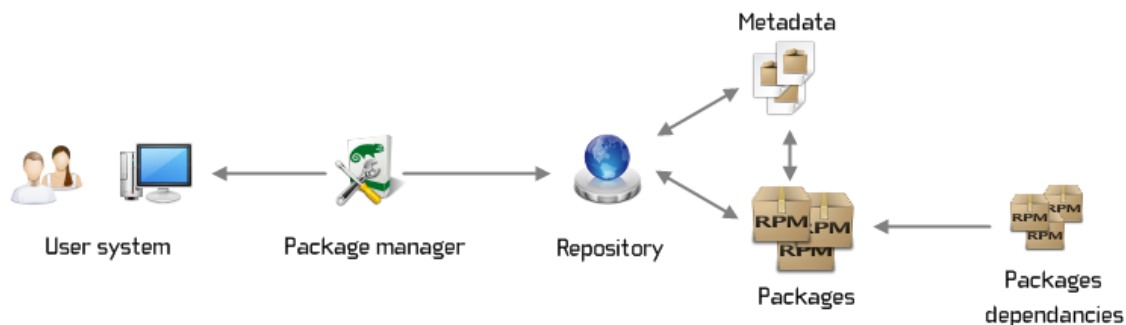 Metadata
User system
Package manager
Repository
RPM
RPM
RPM
Packages
RPM
RPM
RPM
Packages
dependancies